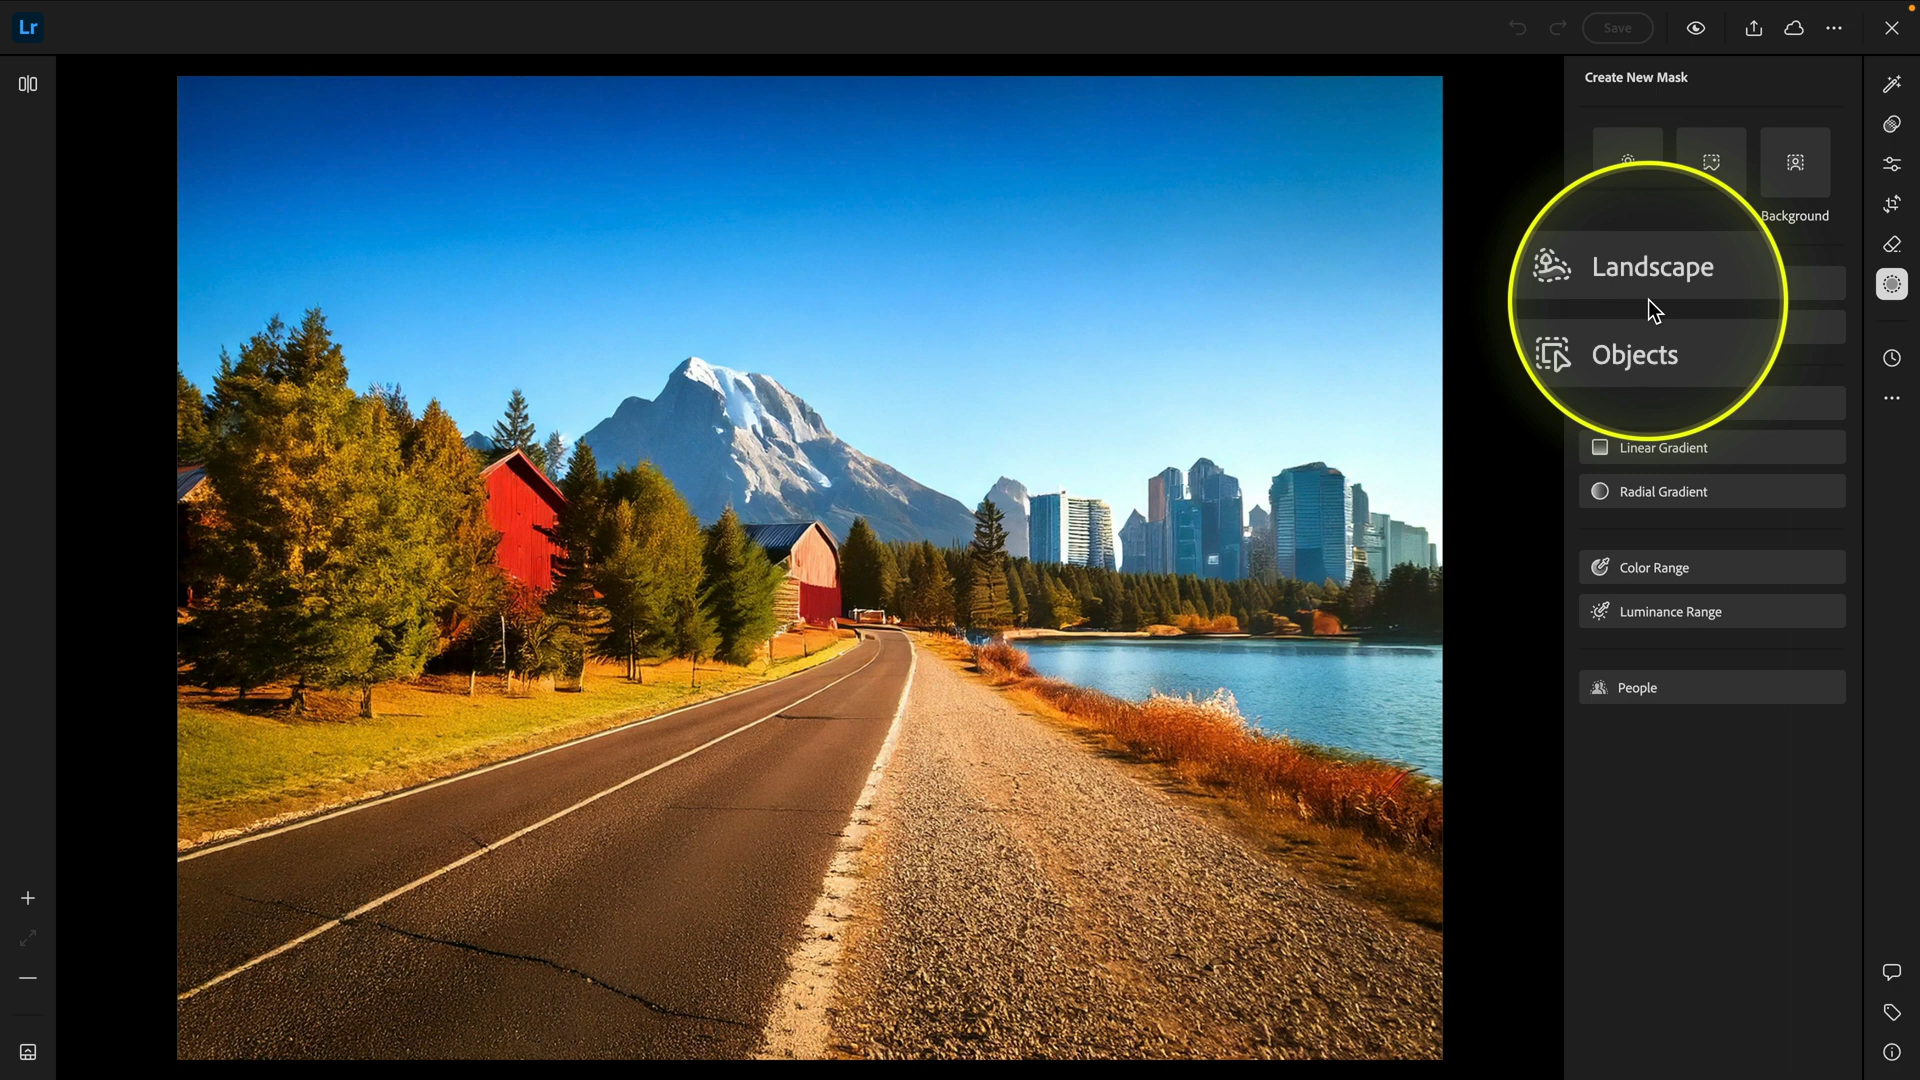 Lr
Save
Create New Mask
Background
Landscape
Objects
Linear Gradient
Radial Gradient
Color Range
Luminance Range
People